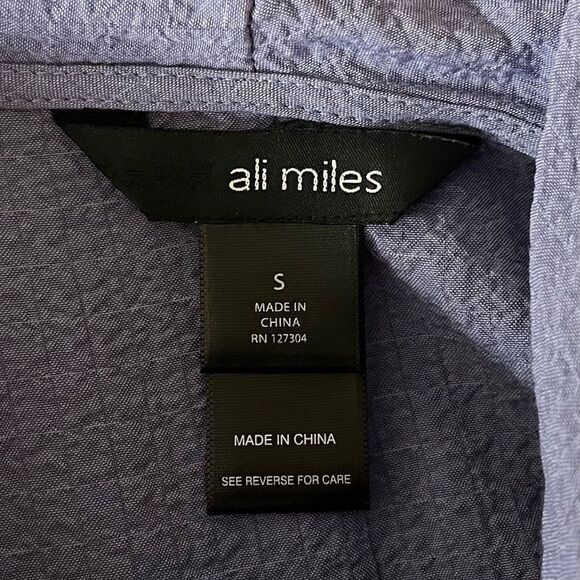 ali miles
S
MADE IN
CHINA
RN 127304
MADE IN CHINA
SEE REVERSE FOR CARE